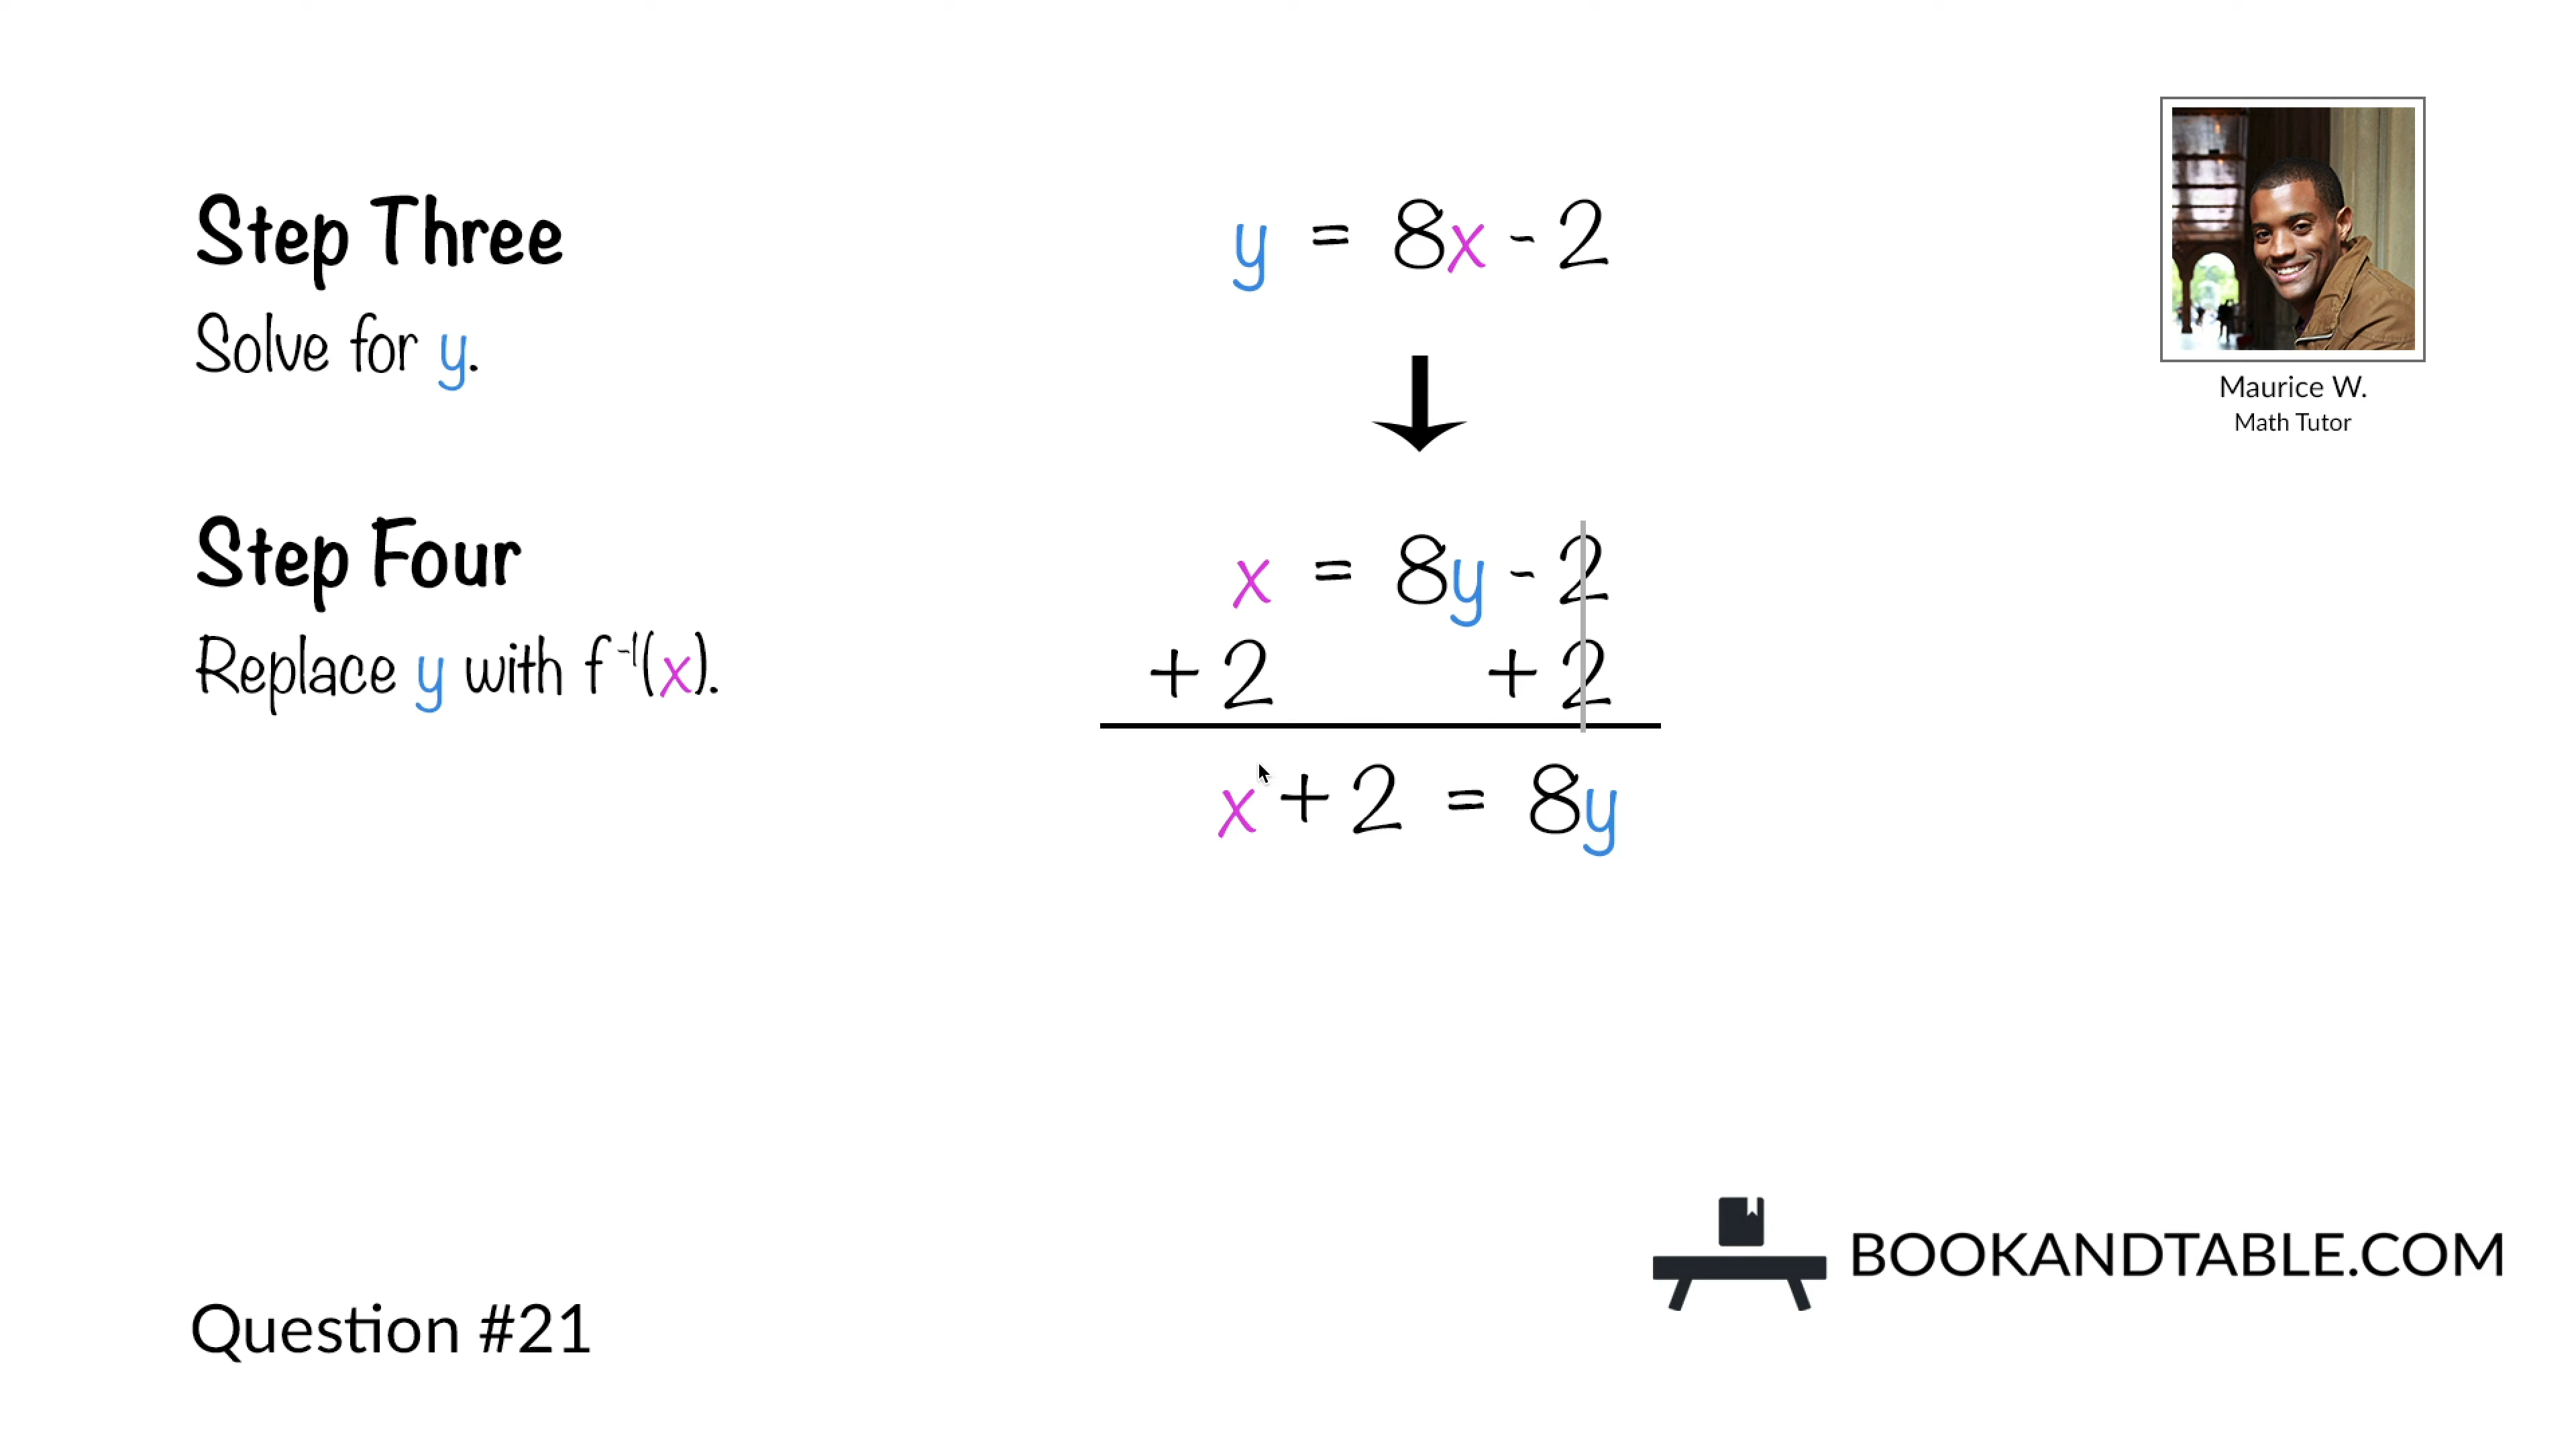 Step Three
Solve for y.
Step Four
Replace y with f⁻¹(x).
y = 8x - 2
x = 8y - 2
+ 2 + 2
x + 2 = 8y
Maurice W.
Math Tutor
BOOKANDTABLE.COM
Question #21